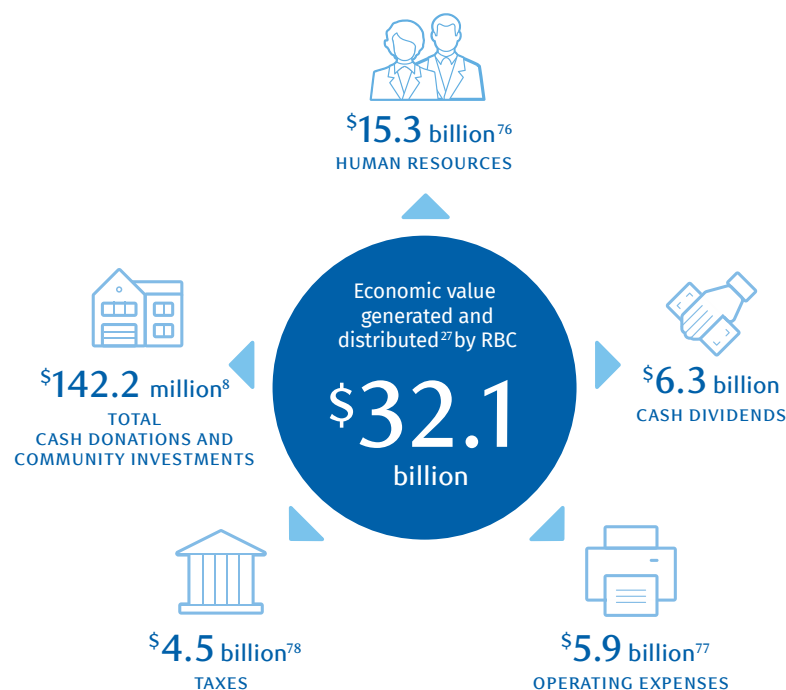 $15.3 billion76
HUMAN RESOURCES
Economic value
generated and
distributed27 by RBC
$32.1
billion
$142.2 million8
TOTAL
CASH DONATIONS AND
COMMUNITY INVESTMENTS
$6.3 billion
CASH DIVIDENDS
$4.5 billion78
TAXES
$5.9 billion77
OPERATING EXPENSES